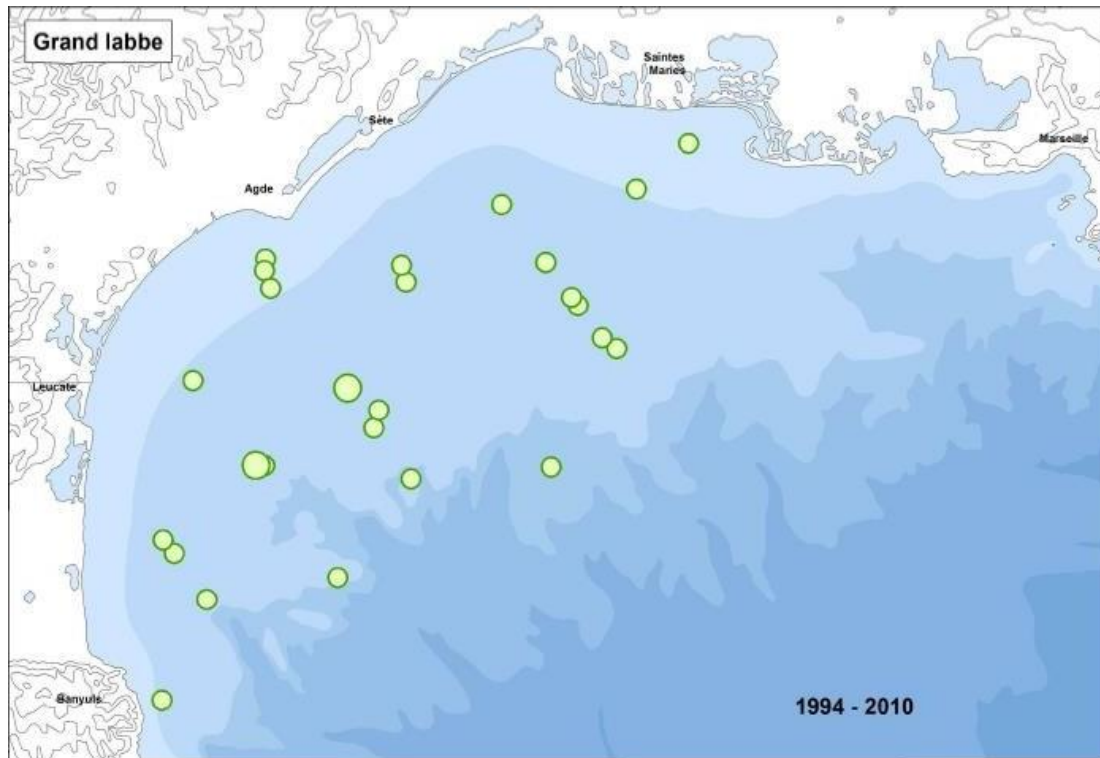 Grand labbe
Saintes
Maries
Sète
Marseille
Agde
Leucate
Banyuls
1994 - 2010